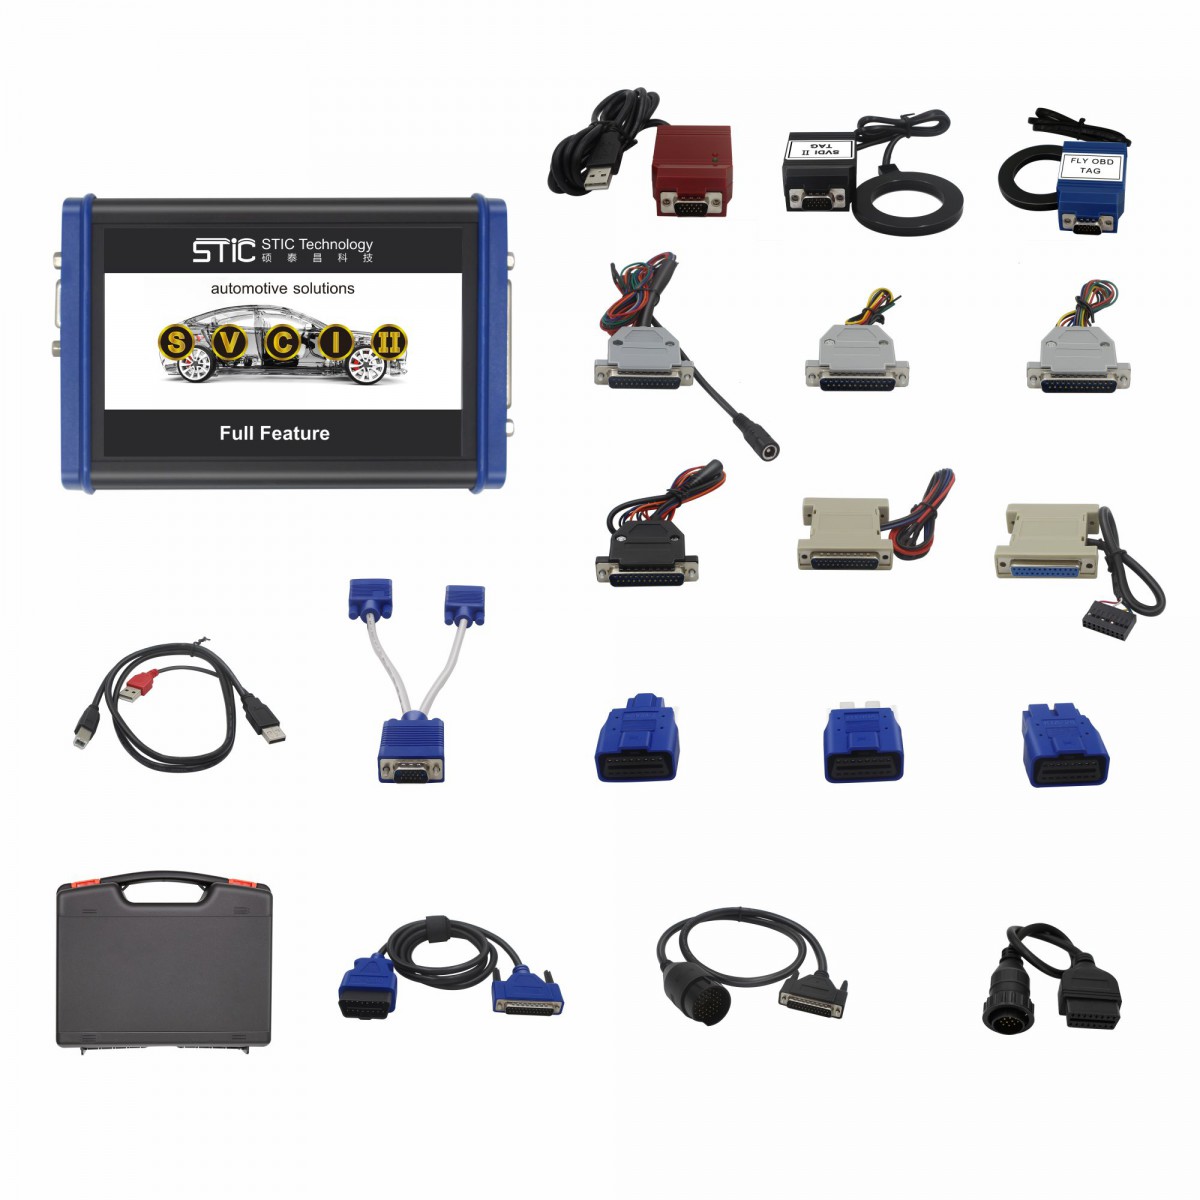 STIC STIC Technology
硕泰昌科技
automotive solutions
S V C I II
Full Feature
SVDI II
TAG
FLY OBD
TAG